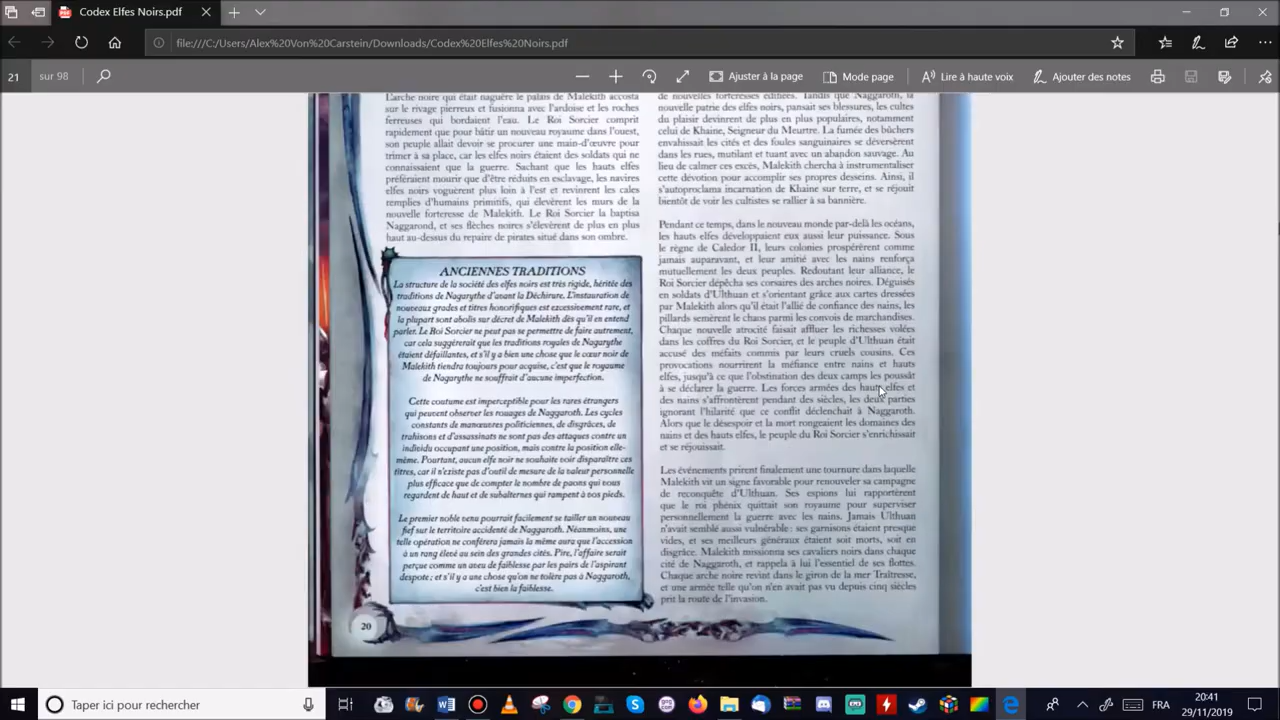 Codex Elfes Noirs.pdf
file:///C:/Users/Alex%20Von%20Carstein/Downloads/Codex%20Elfes%20Noirs.pdf
21 sur 98
Ajuster à la page
Mode page
Lire à haute voix
Ajouter des notes
L'arche noire qui était naguère le palais de Malekith accosta
sur le rivage pierreux et fusionna avec l'ardoise et les roches
ferreuses qui bordaient l'eau. Le Roi Sorcier comprit
rapidement que pour bâtir un nouveau royaume dans l'ouest,
son peuple allait devoir se procurer une main-d'œuvre pour
trimer à sa place, car les elfes noirs étaient des soldats qui ne
connaissaient que la guerre. Sachant que les hauts elfes
préféraient mourir que d'être réduits en esclavage, les navires
elfes noirs voguèrent plus loin à l'est et revinrent les cales
remplies d'humains primitifs, qui élevèrent les murs de la
nouvelle forteresse de Malekith. Le Roi Sorcier la baptisa
Naggarond, et ses flèches noires s'élevèrent de plus en plus
haut au-dessus du repaire de pirates situé dans son ombre.
ANCIENNES TRADITIONS
La structure de la société des elfes noirs est très rigide, héritée des
traditions de Nagarythe d'avant la Déchirure. L'instauration de
nouveaux grades et titres honorifiques est excessivement rare, et
la plupart sont abolis sur décret de Malekith dès qu'il en entend
parler. Le Roi Sorcier ne peut pas se permettre de faire autrement,
car cela suggérerait que les traditions royales de Nagarythe
étaient défaillantes, et s'il y a bien une chose que le cœur noir de
Malekith tiendra toujours pour acquise, c'est que le royaume
de Nagarythe ne souffrait d'aucune imperfection.
Cette coutume est imperceptible pour les rares étrangers
qui peuvent observer les rouages de Naggaroth. Les cycles
constants de manœuvres politiciennes, de disgrâces, de
trahisons et d'assassinats ne sont pas des attaques contre un
individu occupant une position, mais contre la position elle-
même. Pourtant, aucun elfe noir ne souhaite voir disparaître ces
titres, car il n'existe pas d'outil de mesure de la valeur personnelle
plus efficace que de compter le nombre de paons qui vous
regardent de haut et de subalternes qui rampent à vos pieds.
Le premier noble venu pourrait facilement se tailler un nouveau
fief sur le territoire accidenté de Naggaroth. Néanmoins, une
telle opération ne conférera jamais la même aura que l'accession
à un rang élevé au sein des grandes cités. Pire, l'affaire serait
perçue comme un aveu de faiblesse par les pairs de l'aspirant
despote ; et s'il y a une chose qu'on ne tolère pas à Naggaroth,
c'est bien la faiblesse.
20
de nouvelles forteresses édifiées. Tandis que Naggaroth, la
nouvelle patrie des elfes noirs, pansait ses blessures, les cultes
du plaisir devinrent de plus en plus populaires, notamment
celui de Khaine, Seigneur du Meurtre. La fumée des bûchers
envahissait les cités et des foules sanguinaires se déversèrent
dans les rues, mutilant et tuant avec un abandon sauvage. Au
lieu de calmer ces excès, Malekith chercha à instrumentaliser
cette dévotion pour accomplir ses propres desseins. Ainsi, il
s'autoproclama incarnation de Khaine sur terre, et se réjouit
bientôt de voir les cultistes se rallier à sa bannière.
Pendant ce temps, dans le nouveau monde par-delà les océans,
les hauts elfes développaient eux aussi leur puissance. Sous
le règne de Caledor II, leurs colonies prospérèrent comme
jamais auparavant, et leur amitié avec les nains renforça
mutuellement les deux peuples. Redoutant leur alliance, le
Roi Sorcier dépêcha ses corsaires des arches noires. Déguisés
en soldats d'Ulthuan et s'orientant grâce aux cartes dressées
par Malekith alors qu'il était l'allié de confiance des nains, les
pillards semèrent le chaos parmi les convois de marchandises.
Chaque nouvelle atrocité faisait affluer les richesses volées
dans les coffres du Roi Sorcier, et le peuple d'Ulthuan était
accusé des méfaits commis par leurs cruels cousins. Ces
provocations nourrirent la méfiance entre nains et hauts
elfes, jusqu'à ce que l'obstination des deux camps les poussât
à se déclarer la guerre. Les forces armées des hauts elfes et
des nains s'affrontèrent pendant des siècles, les deux parties
ignorant l'hilarité que ce conflit déclenchait à Naggaroth.
Alors que le désespoir et la mort rongeaient les domaines des
nains et des hauts elfes, le peuple du Roi Sorcier s'enrichissait
et se réjouissait.
Les événements prirent finalement une tournure dans laquelle
Malekith vit un signe favorable pour renouveler sa campagne
de reconquête d'Ulthuan. Ses espions lui rapportèrent
que le roi phénix quittait son royaume pour superviser
personnellement la guerre avec les nains. Jamais Ulthuan
n'avait semblé aussi vulnérable : ses garnisons étaient presque
vides, et ses meilleurs généraux étaient soit morts, soit en
disgrâce. Malekith missionna ses cavaliers noirs dans chaque
cité de Naggaroth, et rappela à lui l'essentiel de ses flottes.
Chaque arche noire revint dans le giron de la mer Traîtresse,
et une armée telle qu'on n'en avait pas vu depuis cinq siècles
prit la route de l'invasion.
Taper ici pour rechercher
FRA
20:41
29/11/2019